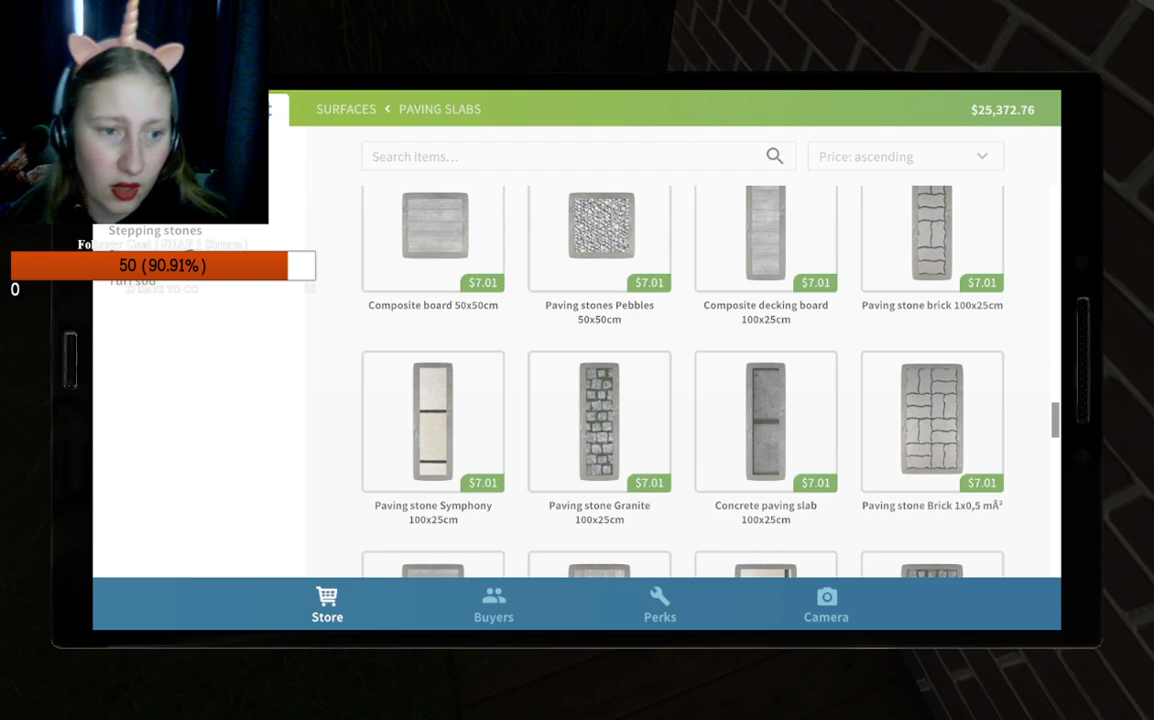 SURFACES < PAVING SLABS
$25,372.76
Search items...
Price: ascending
Stepping stones
50 (90.91%)
0
Turf sod
$7.01
$7.01
$7.01
$7.01
Composite board 50x50cm
Paving stones Pebbles
50x50cm
Composite decking board
100x25cm
Paving stone brick 100x25cm
$7.01
$7.01
$7.01
$7.01
Paving stone Symphony
100x25cm
Paving stone Granite
100x25cm
Concrete paving slab
100x25cm
Paving stone Brick 1x0,5 mÂ²
Store
Buyers
Perks
Camera